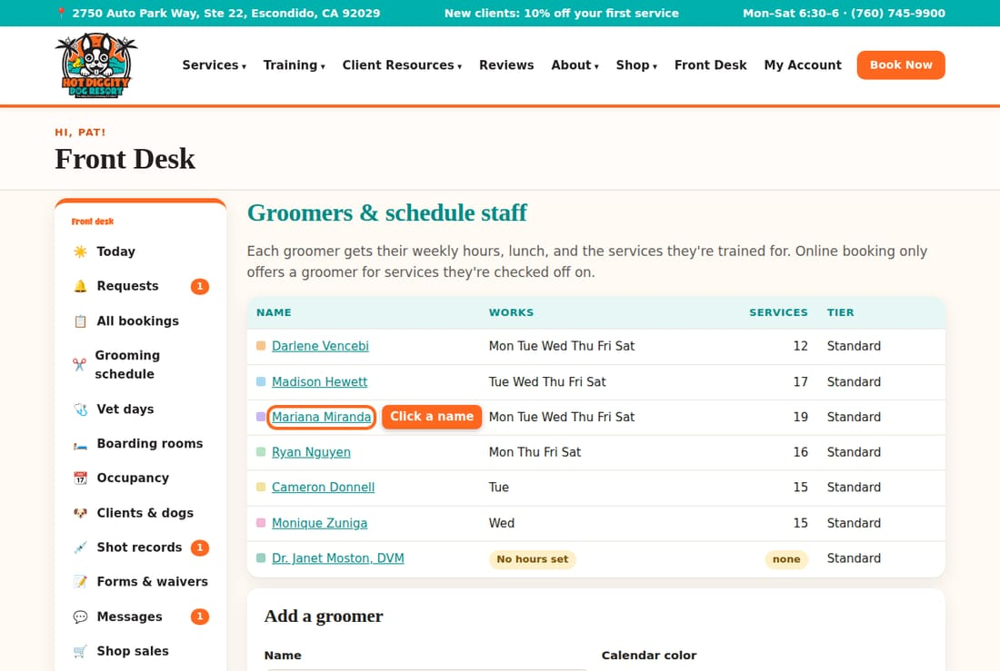 2750 Auto Park Way, Ste 22, Escondido, CA 92029
New clients: 10% off your first service
Mon–Sat 6:30–6 · (760) 745-9900
HOT DIGGITY
DOG RESORT
Services ▾ Training ▾ Client Resources ▾ Reviews About ▾ Shop ▾ Front Desk My Account Book Now
HI, PAT!
Front Desk
Front desk
Today
Requests 1
All bookings
Grooming
schedule
Vet days
Boarding rooms
Occupancy
Clients & dogs
Shot records 1
Forms & waivers
Messages 1
Shop sales
Groomers & schedule staff
Each groomer gets their weekly hours, lunch, and the services they're trained for. Online booking only
offers a groomer for services they're checked off on.
NAME WORKS SERVICES TIER
Darlene Vencebi Mon Tue Wed Thu Fri Sat 12 Standard
Madison Hewett Tue Wed Thu Fri Sat 17 Standard
Mariana Miranda Click a name Mon Tue Wed Thu Fri Sat 19 Standard
Ryan Nguyen Mon Thu Fri Sat 16 Standard
Cameron Donnell Tue 15 Standard
Monique Zuniga Wed 15 Standard
Dr. Janet Moston, DVM No hours set none Standard
Add a groomer
Name Calendar color